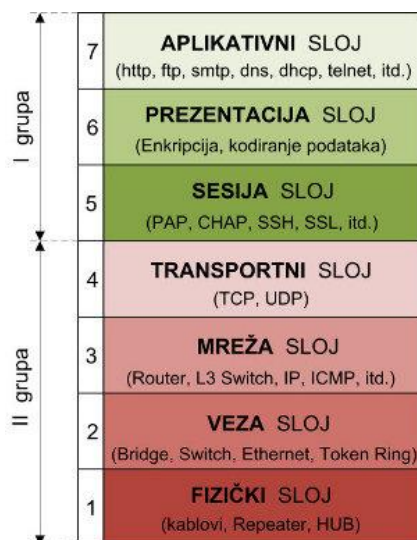 I grupa
7
APLIKATIVNI SLOJ
(http, ftp, smtp, dns, dhcp, telnet, itd.)
6
PREZENTACIJA SLOJ
(Enkripcija, kodiranje podataka)
5
SESIJA SLOJ
(PAP, CHAP, SSH, SSL, itd.)
II grupa
4
TRANSPORTNI SLOJ
(TCP, UDP)
3
MREŽA SLOJ
(Router, L3 Switch, IP, ICMP, itd.)
2
VEZA SLOJ
(Bridge, Switch, Ethernet, Token Ring)
1
FIZIČKI SLOJ
(kablovi, Repeater, HUB)